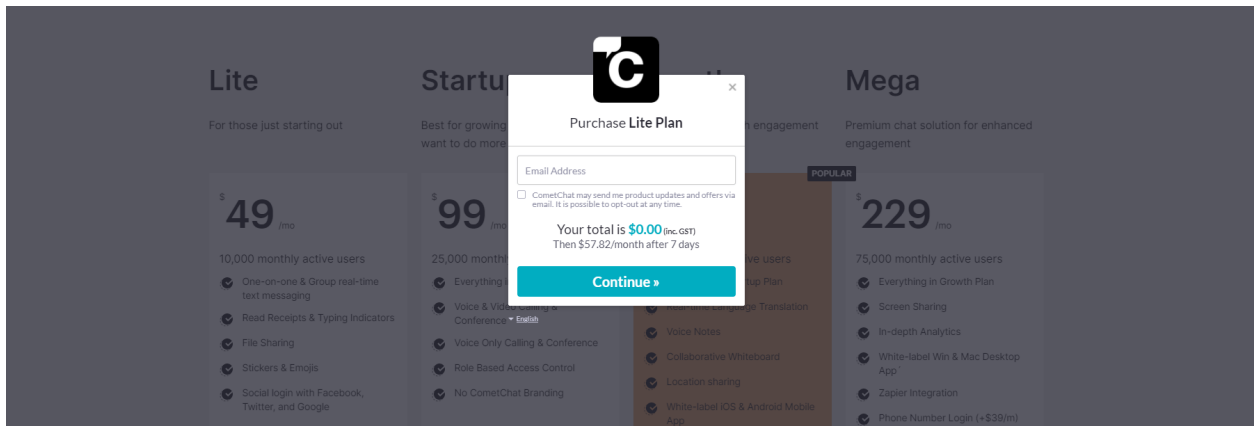 Lite
Startu
Mega
For those just starting out
Best for growing
want to do more
h engagement
Premium chat solution for enhanced
engagement
C
×
Purchase Lite Plan
Email Address
CometChat may send me product updates and offers via
email. It is possible to opt-out at any time.
Your total is $0.00 (inc. GST)
Then $57.82/month after 7 days
Continue »
English
POPULAR
$49 /mo
10,000 monthly active users
One-on-one & Group real-time
text messaging
Read Receipts & Typing Indicators
File Sharing
Stickers & Emojis
Social login with Facebook,
Twitter, and Google
$99 /mo
25,000 monthl
Everything i
Voice & Video Calling &
Conference
Voice Only Calling & Conference
Role Based Access Control
No CometChat Branding
ve users
tup Plan
Real-time Language Translation
Voice Notes
Collaborative Whiteboard
Location sharing
White-label iOS & Android Mobile
App
$229 /mo
75,000 monthly active users
Everything in Growth Plan
Screen Sharing
In-depth Analytics
White-label Win & Mac Desktop
App*
Zapier Integration
Phone Number Login (+$39/m)